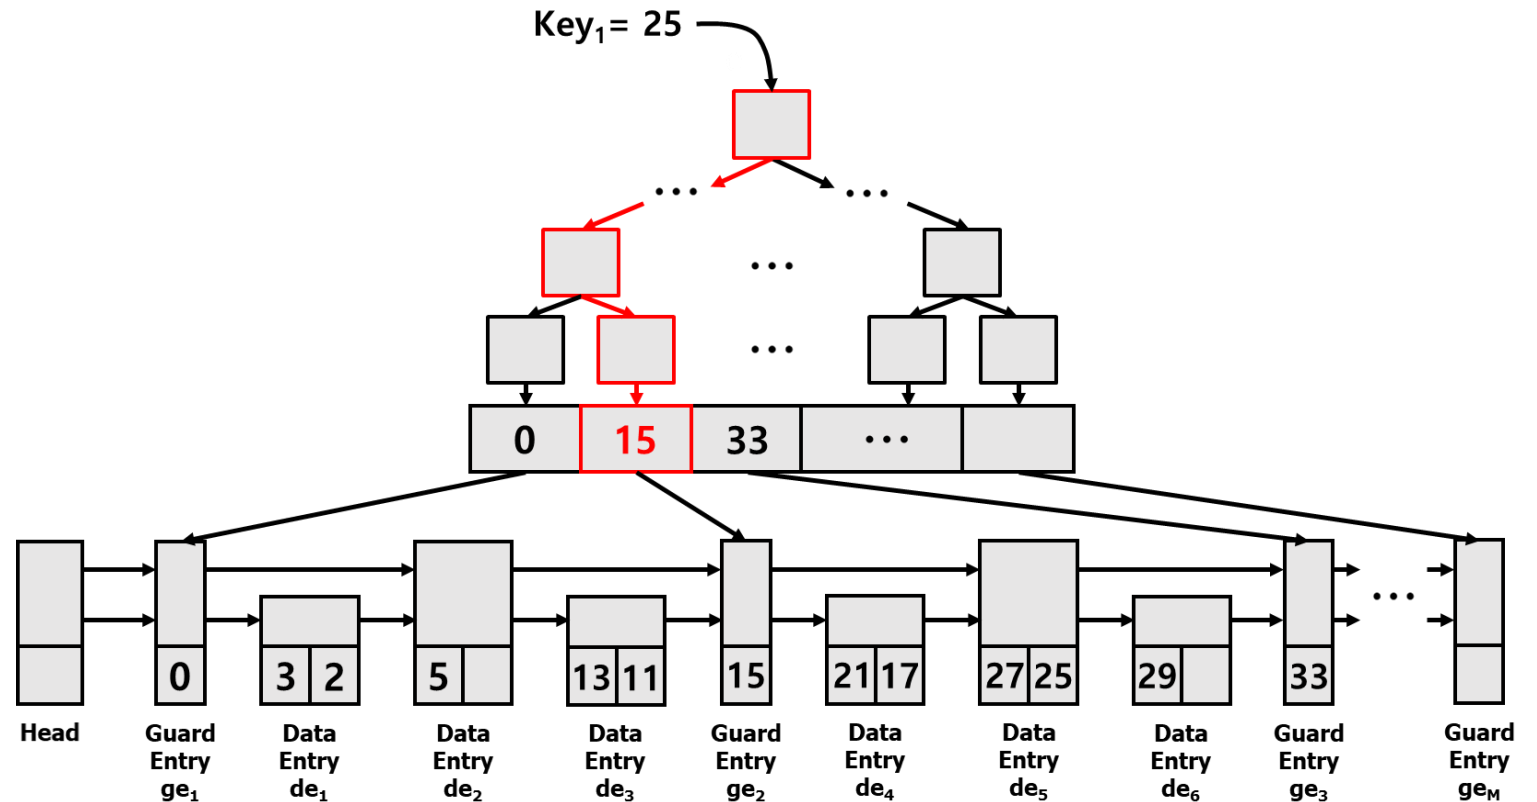 Key₁= 25
... ...
...
...
0 15 33 ... 
...
0 3 2 5 13 11 15 21 17 27 25 29 33
Head Guard Data Data Data Guard Data Data Data Guard Guard
Entry Entry Entry Entry Entry Entry Entry Entry Entry Entry
ge₁ de₁ de₂ de₃ ge₂ de₄ de₅ de₆ ge₃ geM